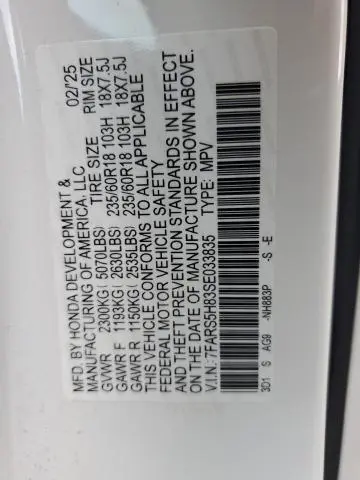 MFD. BY HONDA DEVELOPMENT & 02/'25
MANUFACTURING OF AMERICA, LLC. TIRE SIZE RIM SIZE
GVWR 2300KG ( 5070LBS)
GAWR F 1193KG ( 2630LBS) 235/60R18 103H 18X7.5J
GAWR R 1150KG ( 2535LBS) 235/60R18 103H 18X7.5J
THIS VEHICLE CONFORMS TO ALL APPLICABLE
FEDERAL MOTOR VEHICLE SAFETY
AND THEFT PREVENTION STANDARDS IN EFFECT
ON THE DATE OF MANUFACTURE SHOWN ABOVE.
V.I.N.: 7FARS5H83SE033835 TYPE: MPV
3D1 S AG9 -NH883P -S -E